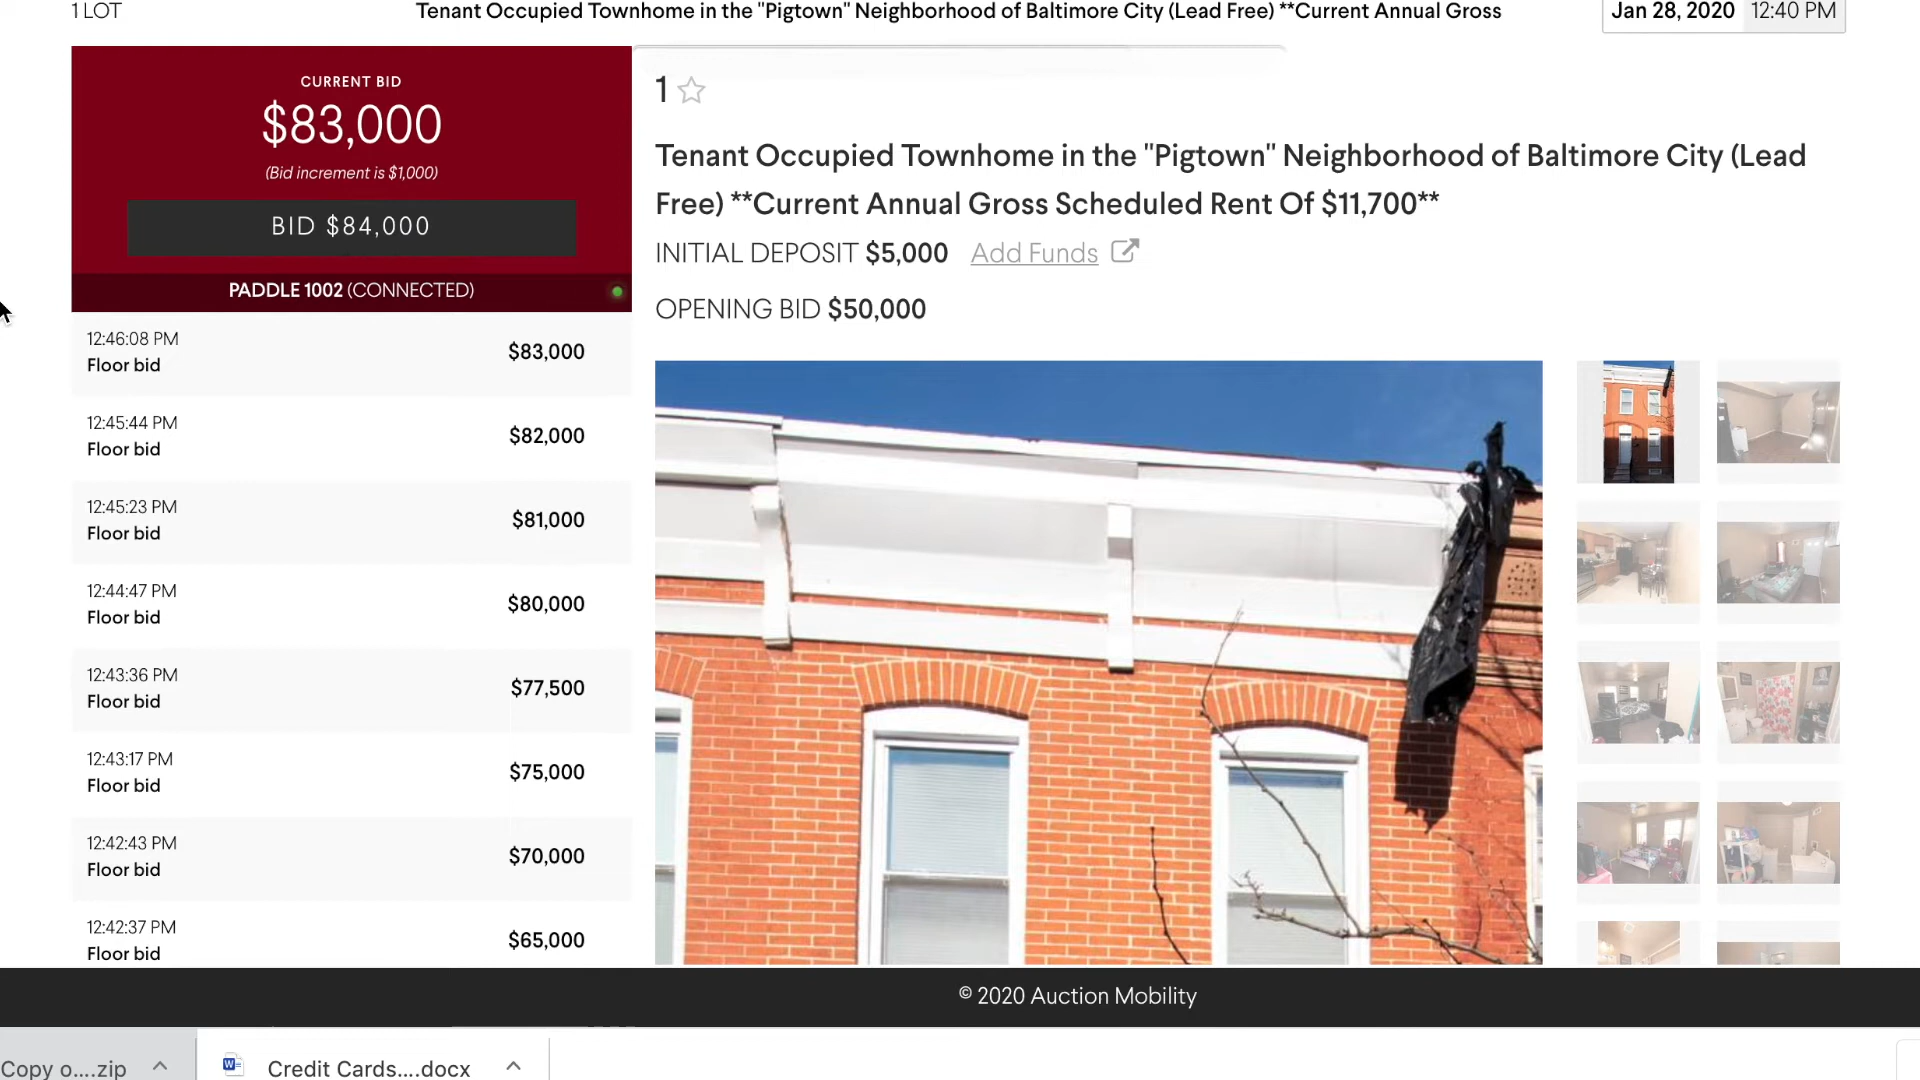 1 LOT
Tenant Occupied Townhome in the "Pigtown" Neighborhood of Baltimore City (Lead Free) **Current Annual Gross
Jan 28, 2020 12:40 PM
CURRENT BID
$83,000
(Bid increment is $1,000)
BID $84,000
PADDLE 1002 (CONNECTED)
12:46:08 PM
Floor bid
$83,000
12:45:44 PM
Floor bid
$82,000
12:45:23 PM
Floor bid
$81,000
12:44:47 PM
Floor bid
$80,000
12:43:36 PM
Floor bid
$77,500
12:43:17 PM
Floor bid
$75,000
12:42:43 PM
Floor bid
$70,000
12:42:37 PM
Floor bid
$65,000
1
Tenant Occupied Townhome in the "Pigtown" Neighborhood of Baltimore City (Lead
Free) **Current Annual Gross Scheduled Rent Of $11,700**
INITIAL DEPOSIT $5,000 Add Funds
OPENING BID $50,000
© 2020 Auction Mobility
Copy o....zip
W
Credit Cards....docx